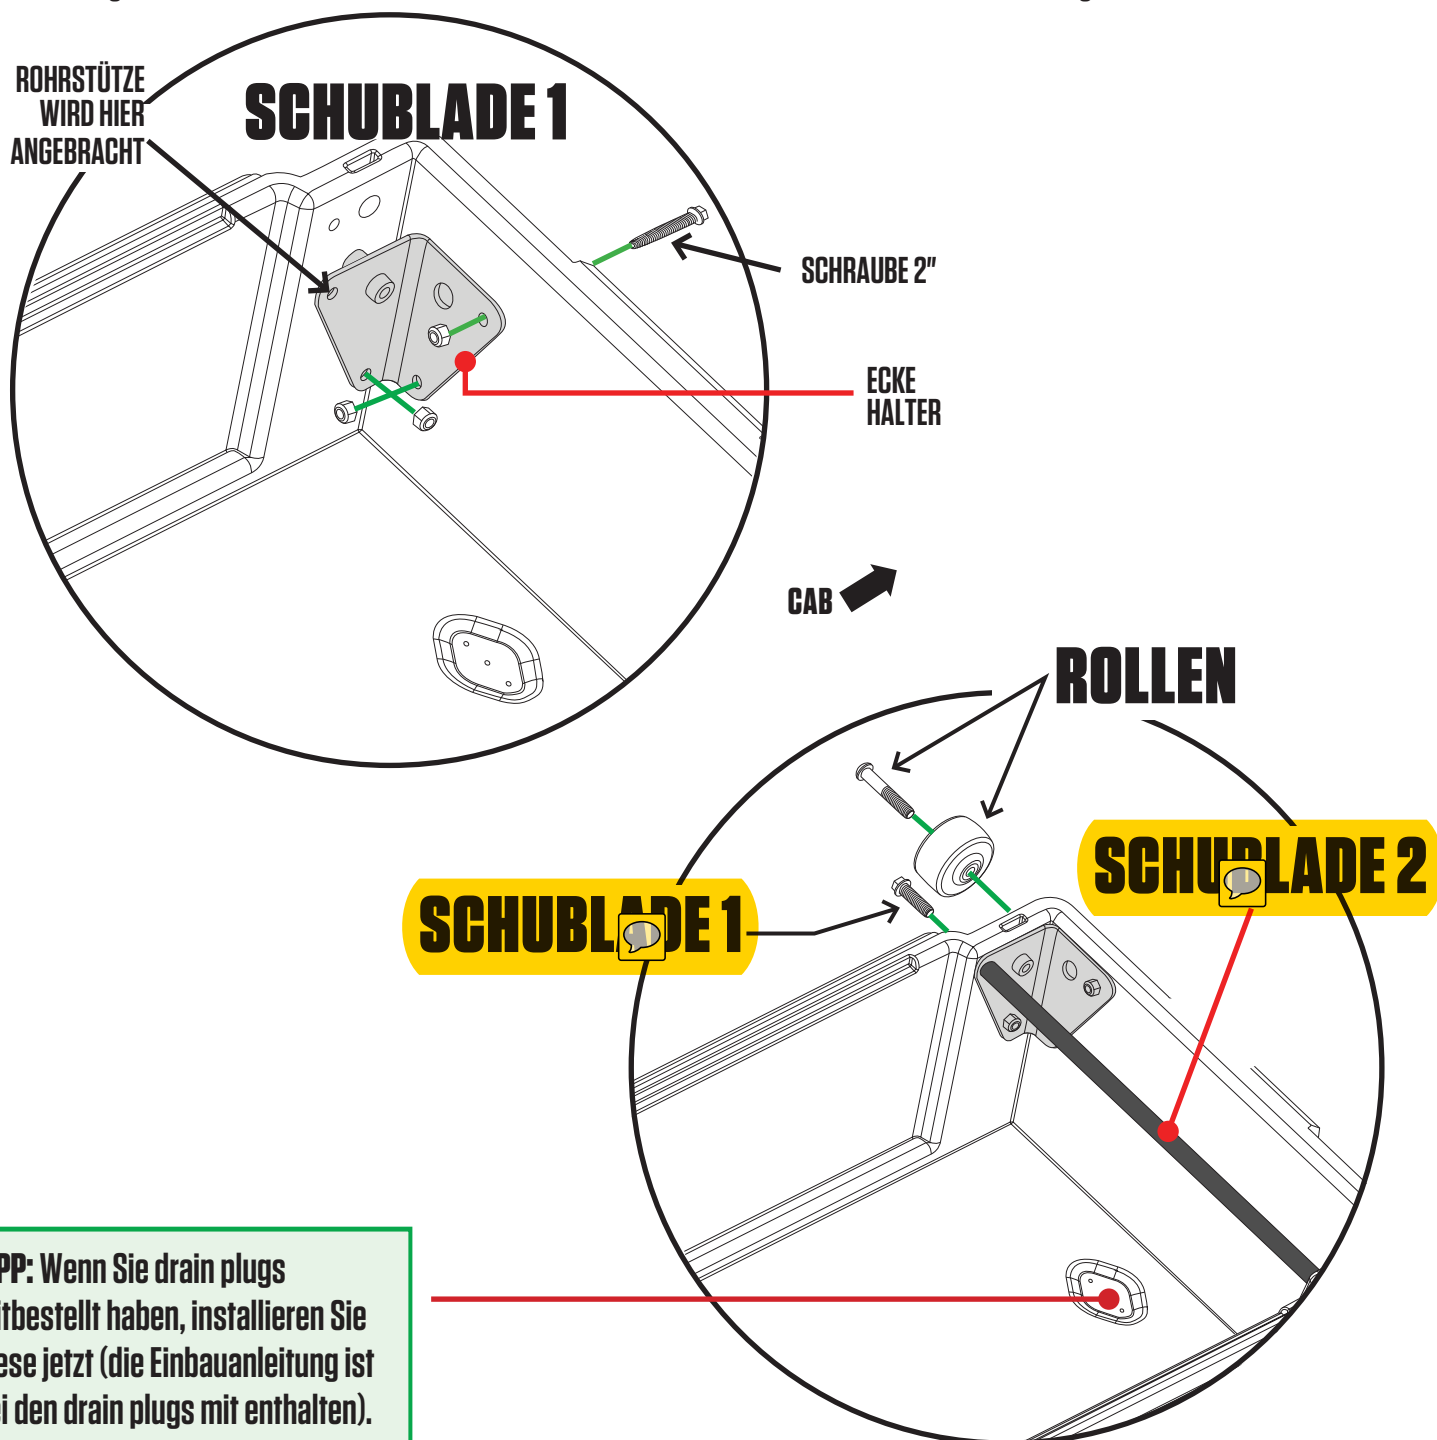 ROHRSTÜTZE
WIRD HIER
ANGEBRACHT
SCHUBLADE 1
SCHRAUBE 2"
ECKE
HALTER
CAB
ROLLEN
SCHUBLADE 2
SCHUBLADE 1
PP: Wenn Sie drain plugs
itbestellt haben, installieren Sie
ese jetzt (die Einbauanleitung ist
ei den drain plugs mit enthalten).